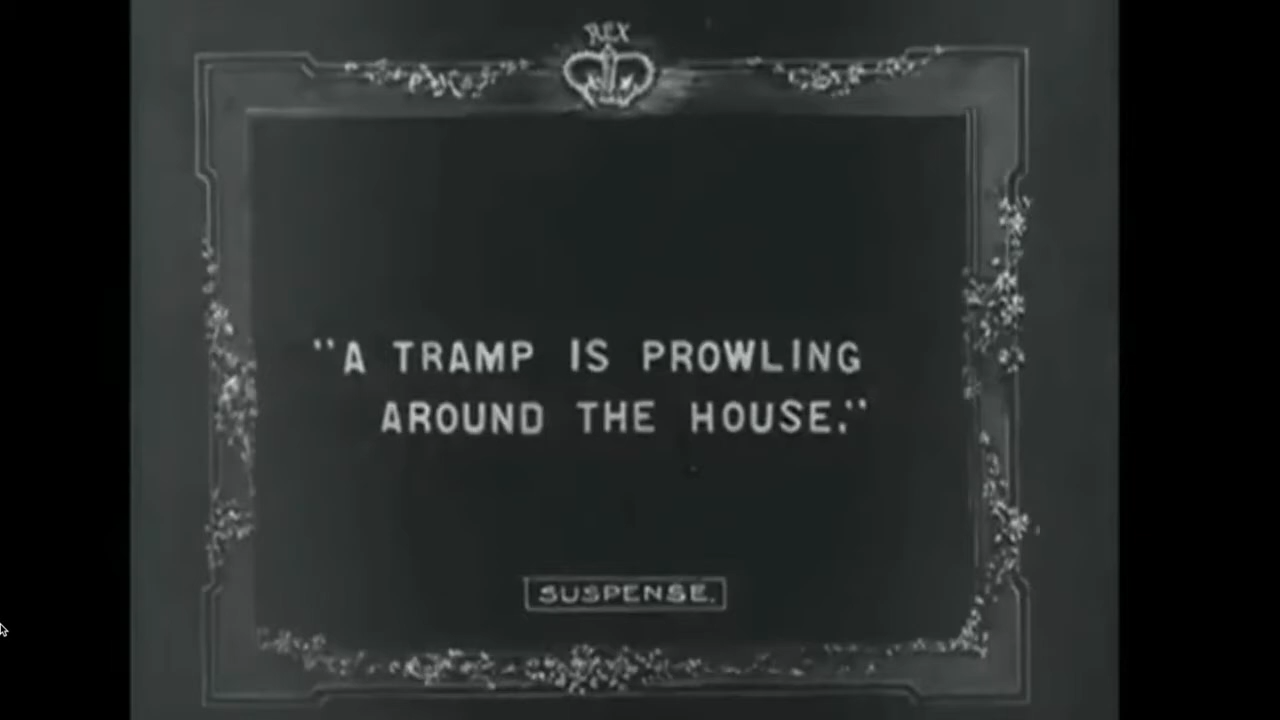 REX
"A TRAMP IS PROWLING
AROUND THE HOUSE."
SUSPENSE.